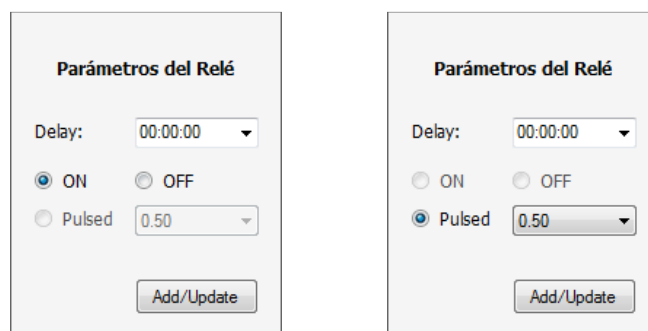 Parámetros del Relé
Delay: 00:00:00
ON OFF
Pulsed 0.50
Add/Update
Parámetros del Relé
Delay: 00:00:00
ON OFF
Pulsed 0.50
Add/Update